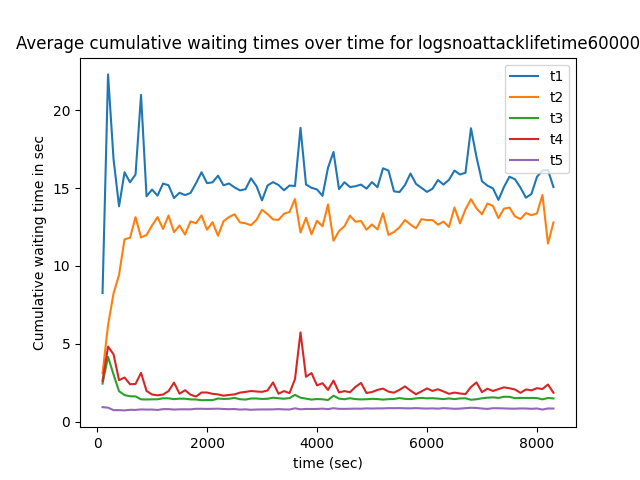 Average cumulative waiting times over time for logsnoattacklifetime60000
Cumulative waiting time in sec
20
15
10
5
0
t1
t2
t3
t4
t5
0 2000 4000 6000 8000
time (sec)